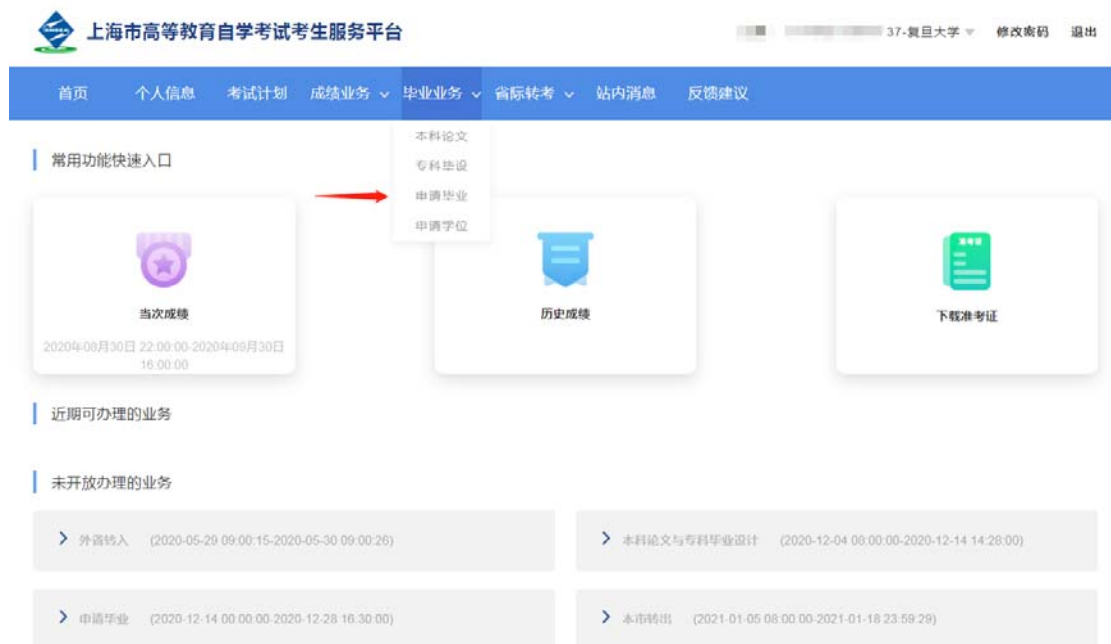 上海市高等教育自学考试考生服务平台
37-复旦大学 修改密码 退出
首页 个人信息 考试计划 成绩业务 毕业业务 省际转考 站内消息 反馈建议
本科论文
专科毕设
申请毕业
申请学位
常用功能快速入口
当次成绩
2020年08月30日 22:00:00-2020年09月30日
16:00:00
历史成绩
准考证
下载准考证
近期可办理的业务
未开放办理的业务
外省转入 (2020-05-29 09:00:15-2020-05-30 09:00:26)
本科论文与专科毕业设计 (2020-12-04 08:00:00-2020-12-14 14:28:00)
申请毕业 (2020-12-14 00:00:00-2020-12-28 16:30:00)
本市转出 (2021-01-05 08:00:00-2021-01-18 23:59:29)